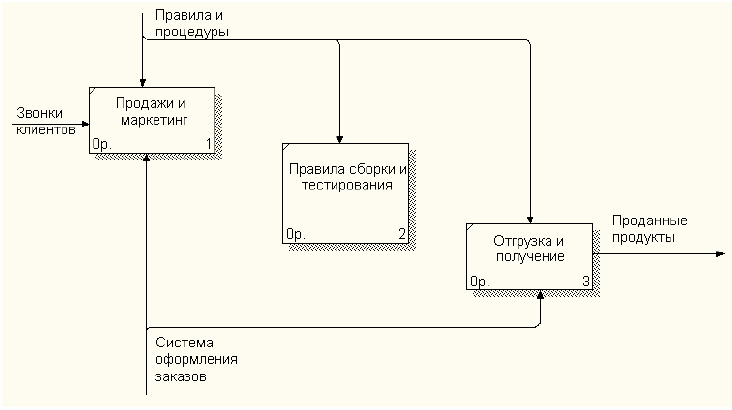 Правила и
процедуры
Продажи и
маркетинг
0р. 1
Звонки
клиентов
Правила сборки и
тестирования
0р. 2
Отгрузка и
получение
0р. 3
Проданные
продукты
Система
оформления
заказов